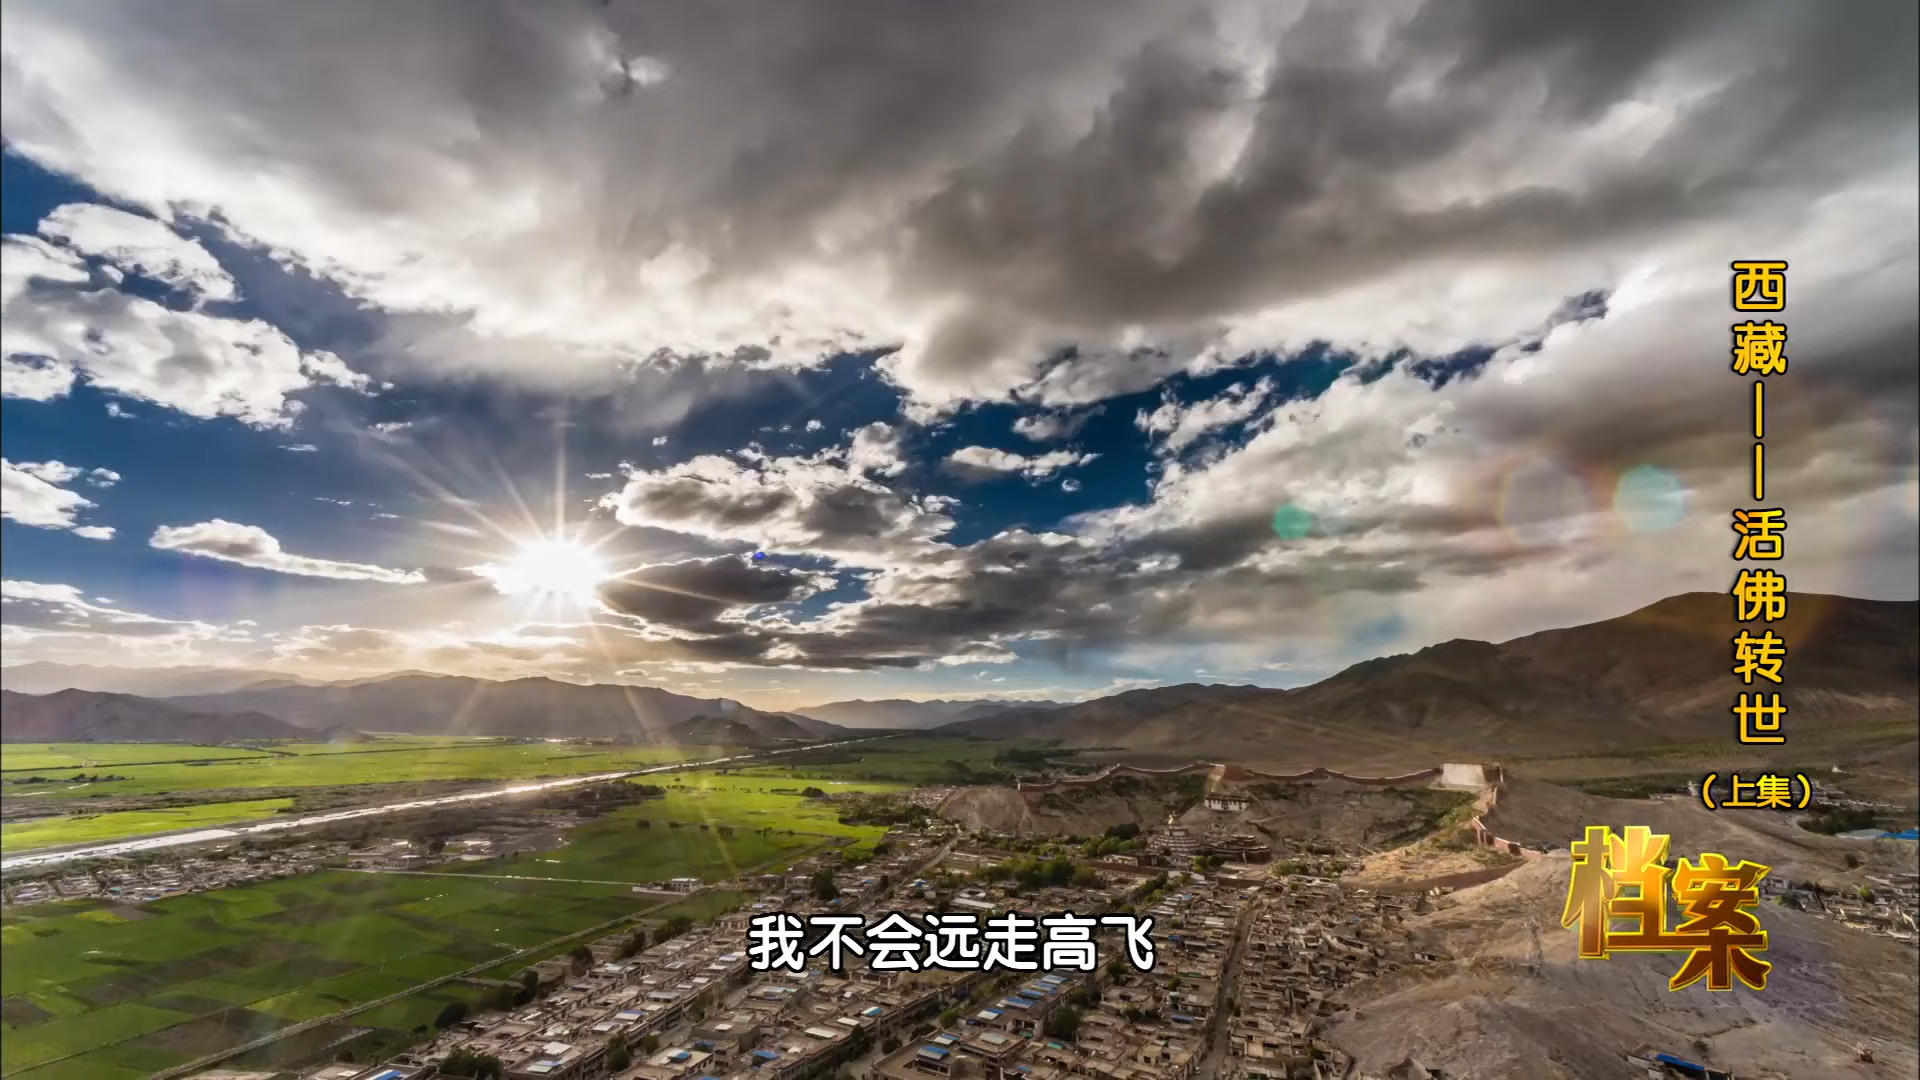 西藏——活佛转世
（上集）
档案
我不会远走高飞